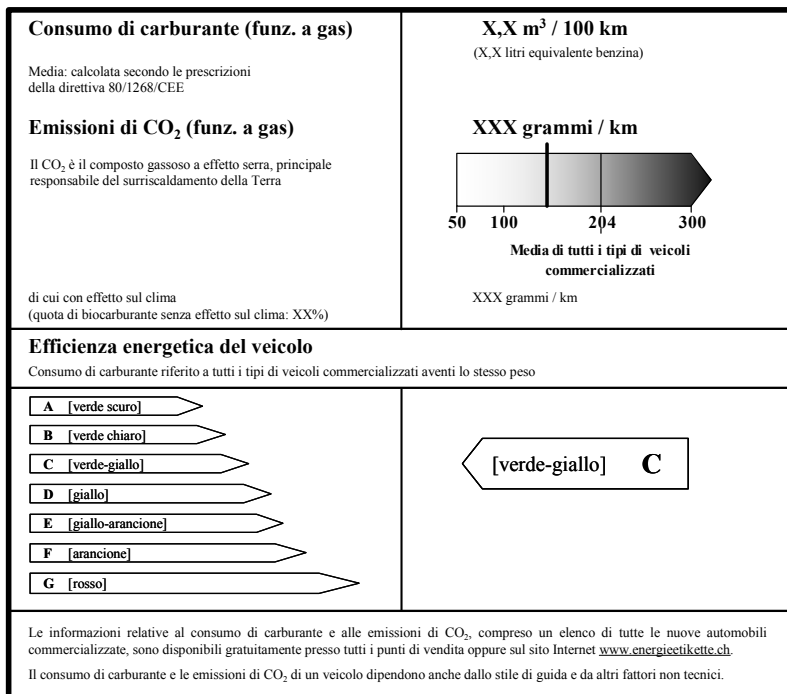 Consumo di carburante (funz. a gas)
X,X m³ / 100 km
(X,X litri equivalente benzina)
Media: calcolata secondo le prescrizioni
della direttiva 80/1268/CEE
Emissioni di CO₂ (funz. a gas)
XXX grammi / km
Il CO₂ è il composto gassoso a effetto serra, principale
responsabile del surriscaldamento della Terra
50 100 204 300
Media di tutti i tipi di veicoli
commercializzati
di cui con effetto sul clima
(quota di biocarburante senza effetto sul clima: XX%)
XXX grammi / km
Efficienza energetica del veicolo
Consumo di carburante riferito a tutti i tipi di veicoli commercializzati aventi lo stesso peso
A [verde scuro]
B [verde chiaro]
C [verde-giallo]
D [giallo]
E [giallo-arancione]
F [arancione]
G [rosso]
[verde-giallo] C
Le informazioni relative al consumo di carburante e alle emissioni di CO₂, compreso un elenco di tutte le nuove automobili
commercializzate, sono disponibili gratuitamente presso tutti i punti di vendita oppure sul sito Internet www.energieetikette.ch.
Il consumo di carburante e le emissioni di CO₂ di un veicolo dipendono anche dallo stile di guida e da altri fattori non tecnici.